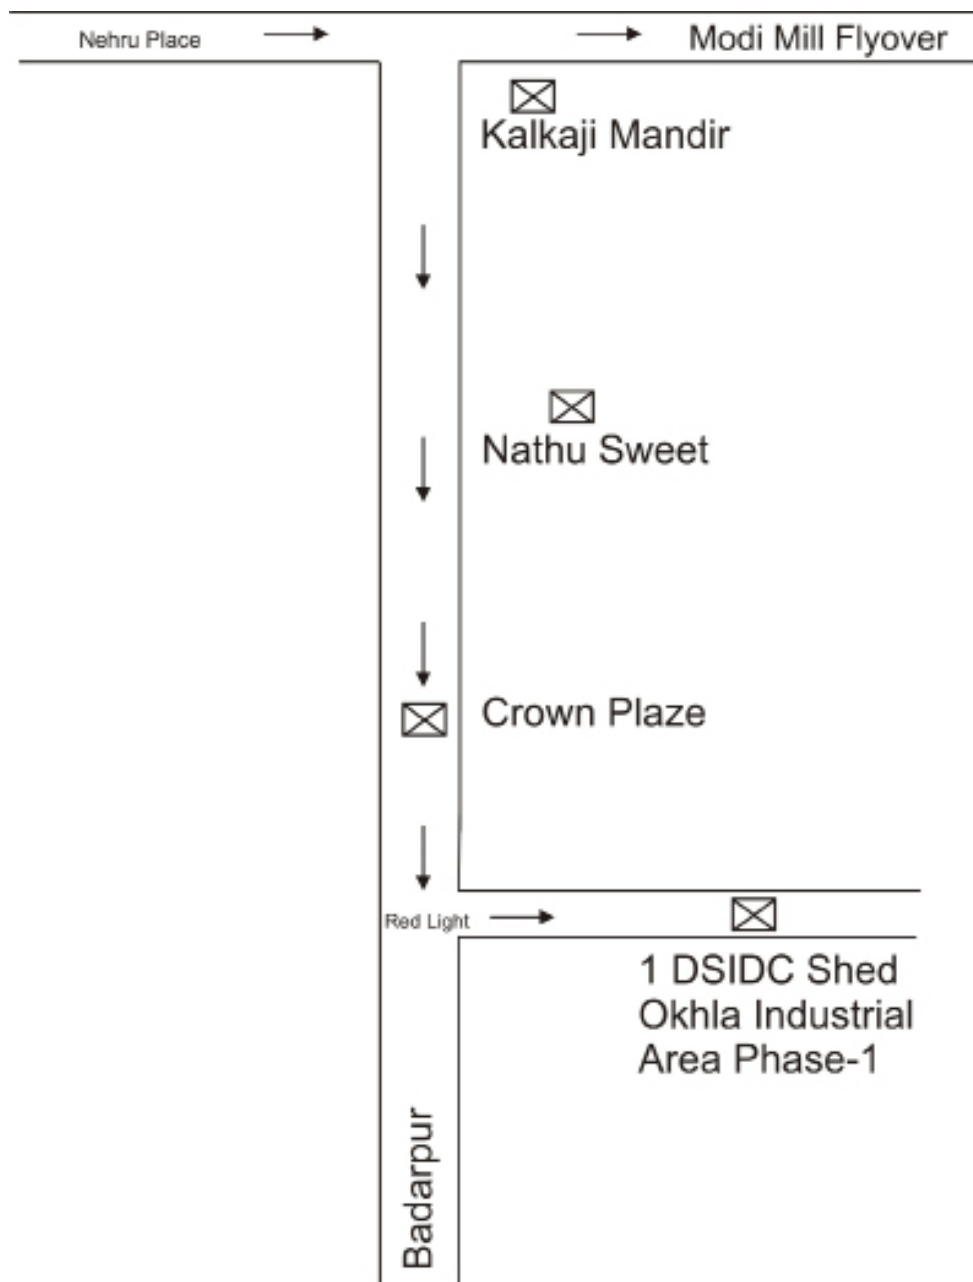 Nehru Place
Modi Mill Flyover
Kalkaji Mandir
Nathu Sweet
Crown Plaze
Red Light
1 DSIDC Shed
Okhla Industrial
Area Phase-1
Badarpur